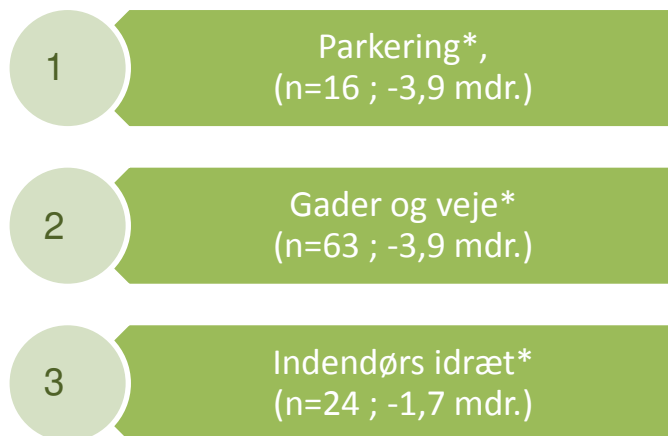 1
Parkering*,
(n=16 ; -3,9 mdr.)
2
Gader og veje*
(n=63 ; -3,9 mdr.)
3
Indendørs idræt*
(n=24 ; -1,7 mdr.)